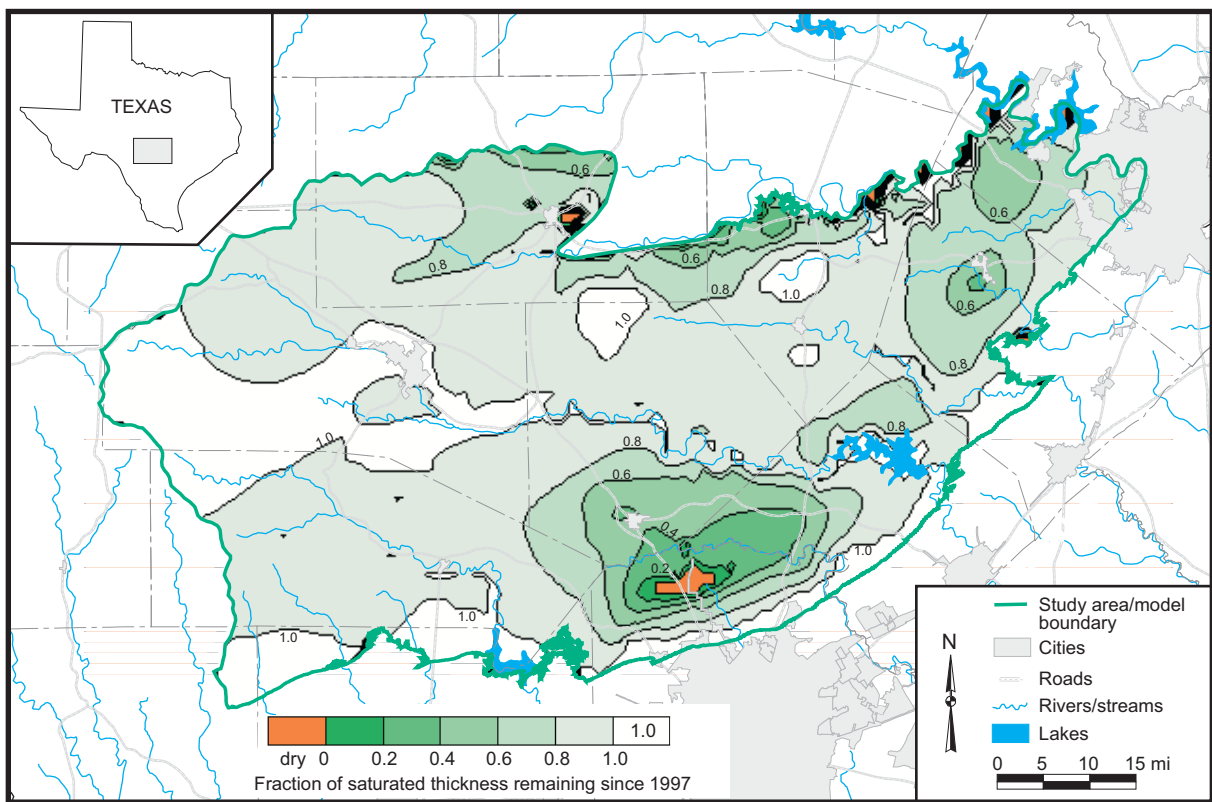 TEXAS
0.6
0.8
0.6
0.8
1.0
1.0
0.6
0.6
0.8
1.0
0.8
0.8
0.6
0.4
0.2
1.0
1.0
1.0
1.0
dry 0 0.2 0.4 0.6 0.8 1.0
Fraction of saturated thickness remaining since 1997
N
Study area/model
boundary
Cities
Roads
Rivers/streams
Lakes
0 5 10 15 mi